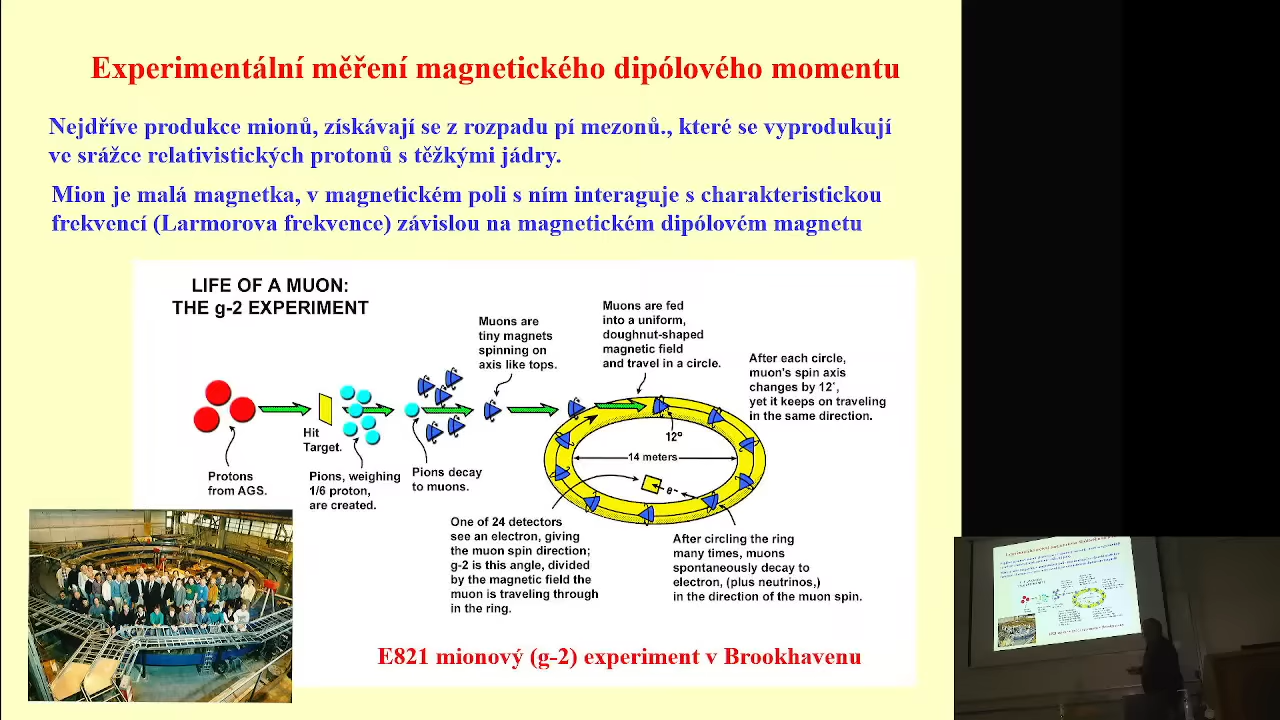 Experimentální měření magnetického dipólového momentu
Nejdříve produkce mionů, získávají se z rozpadu pí mezonů., které se vyprodukují
ve srážce relativistických protonů s těžkými jádry.
Mion je malá magnetka, v magnetickém poli s ním interaguje s charakteristickou
frekvencí (Larmorova frekvence) závislou na magnetickém dipólovém magnetu
LIFE OF A MUON:
THE g-2 EXPERIMENT
Muons are
tiny magnets
spinning on
axis like tops.
Muons are fed
into a uniform,
doughnut-shaped
magnetic field
and travel in a circle.
After each circle,
muon's spin axis
changes by 12°,
yet it keeps on traveling
in the same direction.
Hit
Target.
12º
14 meters
e-
Protons
from AGS.
Pions, weighing
1/6 proton,
are created.
Pions decay
to muons.
One of 24 detectors
see an electron, giving
the muon spin direction;
g-2 is this angle, divided
by the magnetic field the
muon is traveling through
in the ring.
After circling the ring
many times, muons
spontaneously decay to
electron, (plus neutrinos,)
in the direction of the muon spin.
E821 mionový (g-2) experiment v Brookhavenu